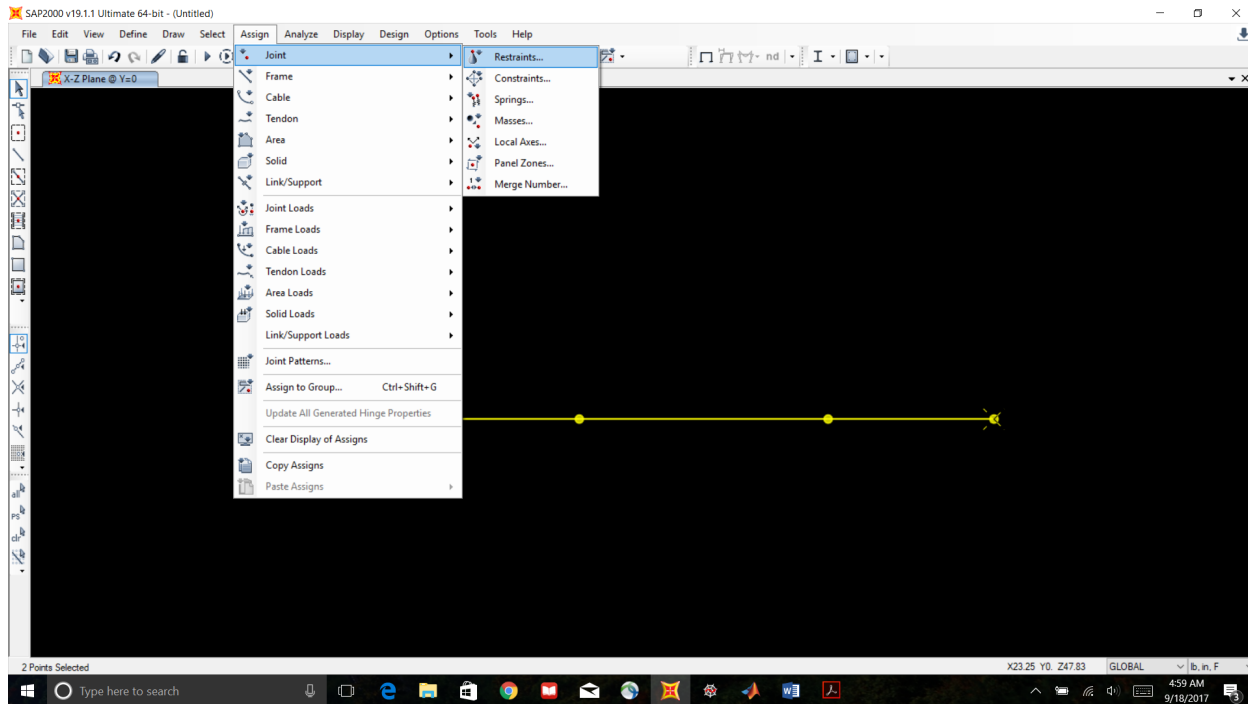 SAP2000 v19.1.1 Ultimate 64-bit - (Untitled)
File Edit View Define Draw Select Assign Analyze Display Design Options Tools Help
nd
X-Z Plane @ Y=0
Joint
Frame
Cable
Tendon
Area
Solid
Link/Support
Joint Loads
Frame Loads
Cable Loads
Tendon Loads
Area Loads
Solid Loads
Link/Support Loads
Joint Patterns...
Assign to Group... Ctrl+Shift+G
Update All Generated Hinge Properties
Clear Display of Assigns
Copy Assigns
Paste Assigns
Restraints...
Constraints...
Springs...
Masses...
Local Axes...
Panel Zones...
Merge Number...
all
PS
clr
2 Points Selected
X23.25 Y0. Z47.83
GLOBAL
lb, in, F
Type here to search
4:59 AM
9/18/2017
3